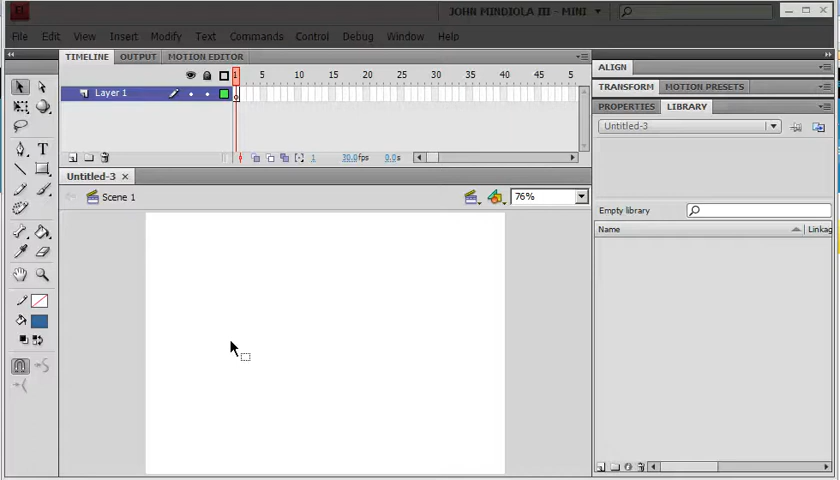 JOHN MINDIOLA III - MINI
File Edit View Insert Modify Text Commands Control Debug Window Help
TIMELINE OUTPUT MOTION EDITOR
1 5 10 15 20 25 30 35 40 45 5
Layer 1
1 30.0fps 0.0s
Untitled-3
Scene 1
76%
ALIGN
TRANSFORM MOTION PRESETS
PROPERTIES LIBRARY
Untitled-3
Empty library
Name Linkag
T